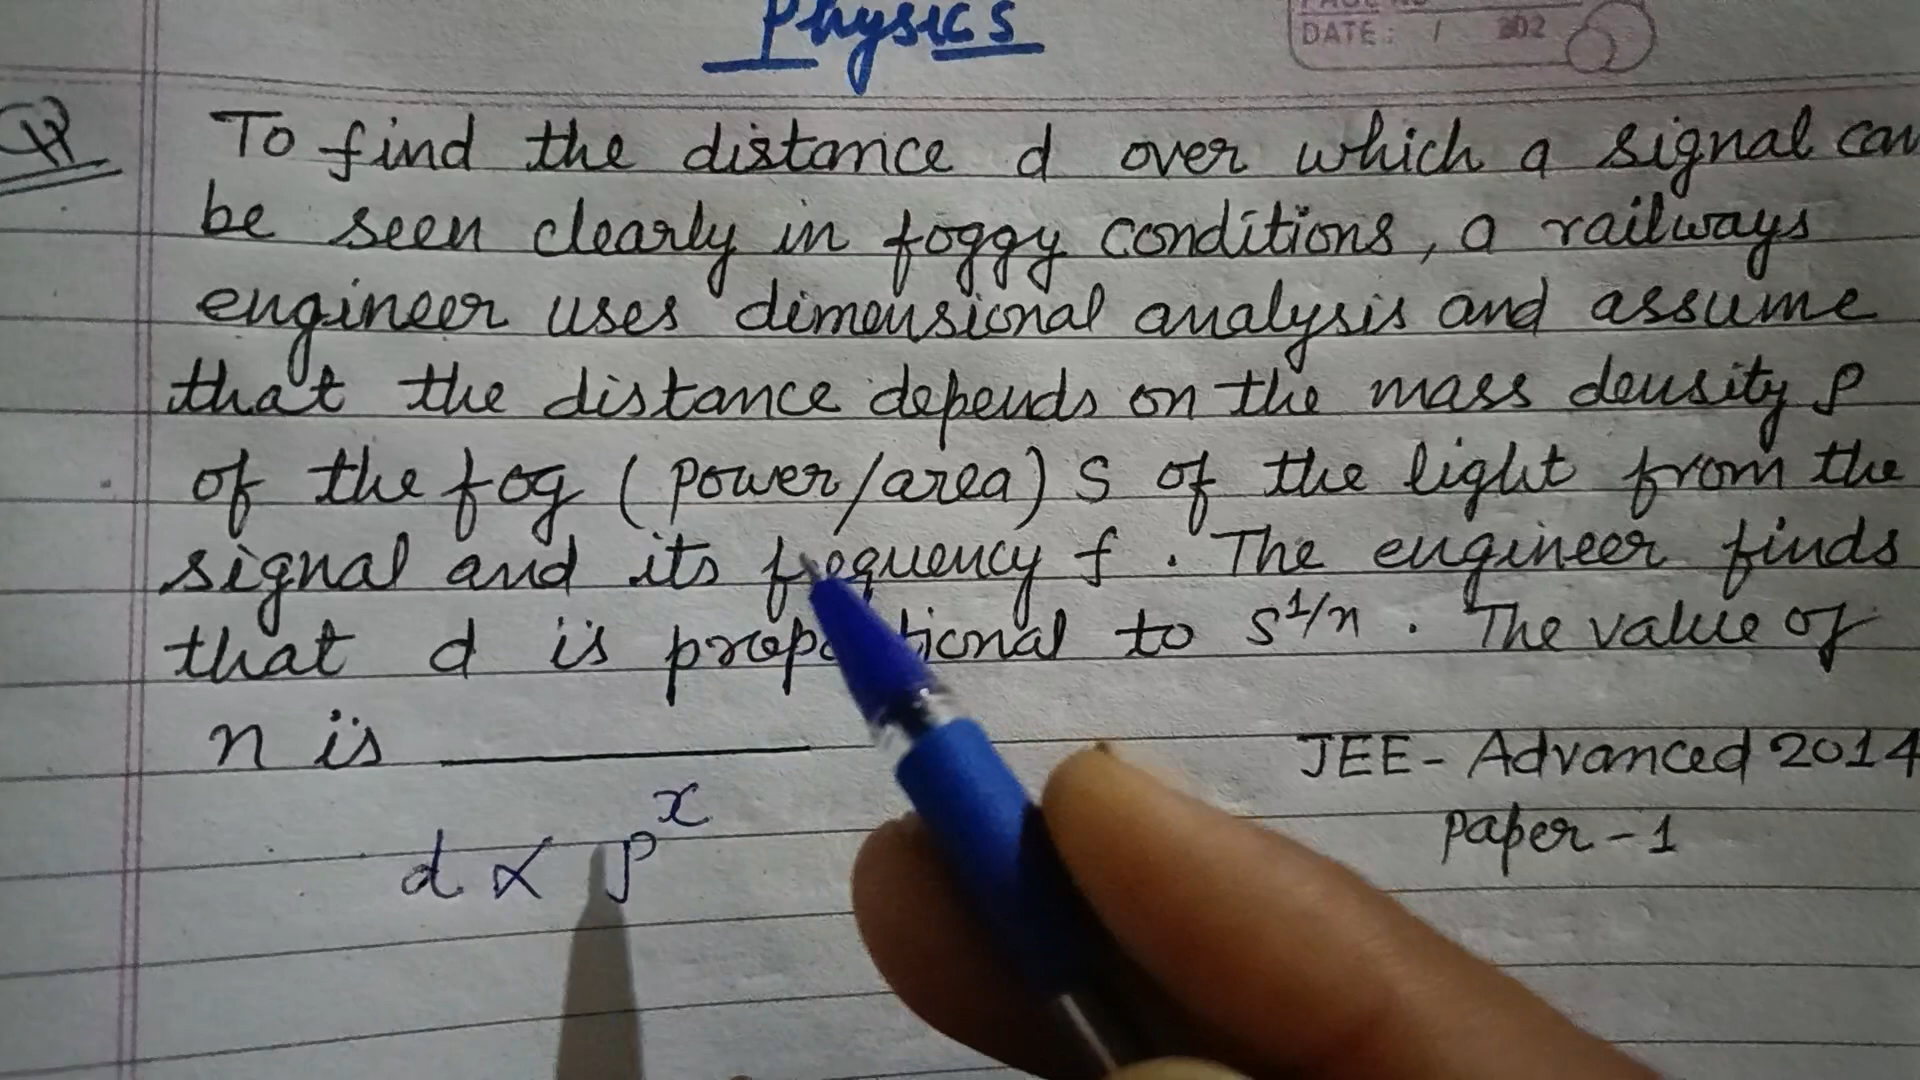 Physics
DATE: / 202
Q
To find the distance d over which a signal can
be seen clearly in foggy conditions, a railways
engineer uses dimensional analysis and assume
that the distance depends on the mass density ρ
of the fog (power/area) S of the light from the
signal and its frequency f. The engineer finds
that d is proportional to S^1/n. The value of
n is ________
JEE-Advanced 2014
paper-1
d ∝ ρ^x